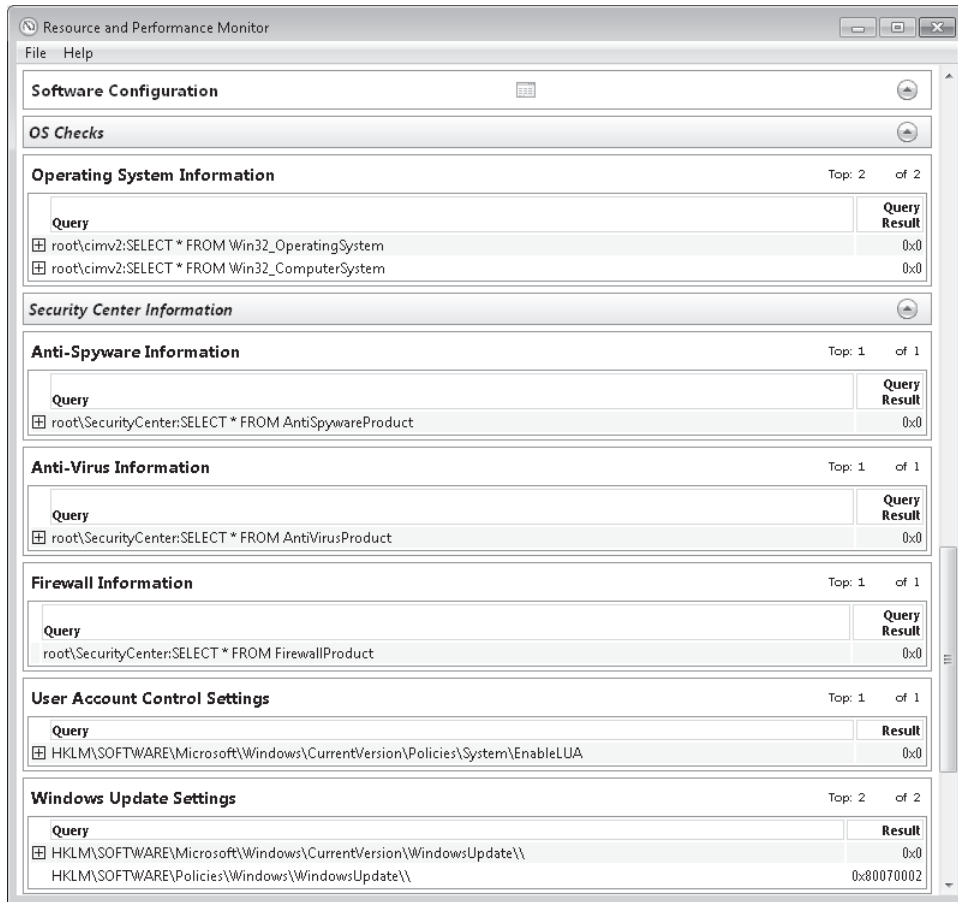 Resource and Performance Monitor
File Help
Software Configuration
OS Checks
Operating System Information Top: 2 of 2
Query Query Result
root\cimv2:SELECT * FROM Win32_OperatingSystem 0x0
root\cimv2:SELECT * FROM Win32_ComputerSystem 0x0
Security Center Information
Anti-Spyware Information Top: 1 of 1
Query Query Result
root\SecurityCenter:SELECT * FROM AntiSpywareProduct 0x0
Anti-Virus Information Top: 1 of 1
Query Query Result
root\SecurityCenter:SELECT * FROM AntiVirusProduct 0x0
Firewall Information Top: 1 of 1
Query Query Result
root\SecurityCenter:SELECT * FROM FirewallProduct 0x0
User Account Control Settings Top: 1 of 1
Query Result
HKLM\SOFTWARE\Microsoft\Windows\CurrentVersion\Policies\System\EnableLUA 0x0
Windows Update Settings Top: 2 of 2
Query Result
HKLM\SOFTWARE\Microsoft\Windows\CurrentVersion\WindowsUpdate\\ 0x0
HKLM\SOFTWARE\Policies\Windows\WindowsUpdate\\ 0x80070002